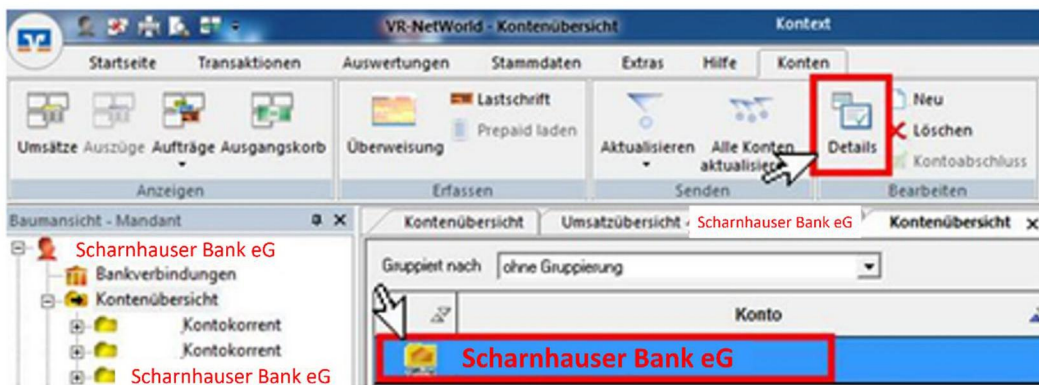 VR-NetWorld - Kontenübersicht Kontext
Startseite Transaktionen Auswertungen Stammdaten Extras Hilfe Konten
Umsätze Auszüge Aufträge Ausgangskorb
Anzeigen
Überweisung
Lastschrift
Prepaid laden
Erfassen
Aktualisieren
Alle Konten
Senden
Details
Neu
Löschen
Kontoabschluss
Bearbeiten
Baumansicht - Mandant
Scharnhauser Bank eG
Bankverbindungen
Kontenübersicht
Kontokorrent
Kontokorrent
Scharnhauser Bank eG
Kontenübersicht Umsatzübersicht Scharnhauser Bank eG Kontenübersicht
Gruppiert nach ohne Gruppierung
Konto
Scharnhauser Bank eG